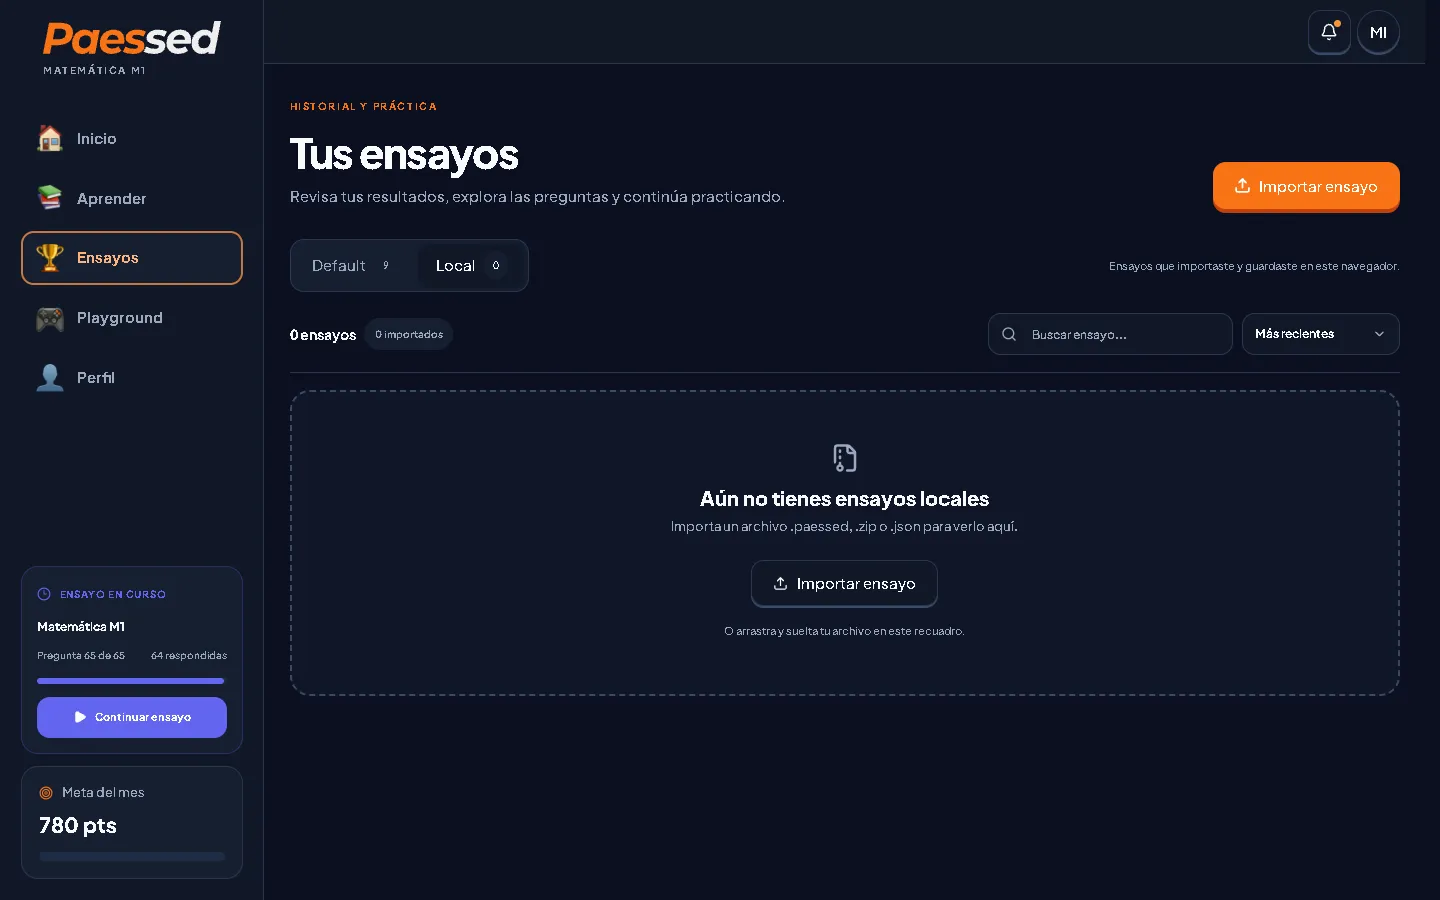 Paessed
MATEMÁTICA M1
Inicio
Aprender
Ensayos
Playground
Perfil
ENSAYO EN CURSO
Matemática M1
Pregunta 65 de 65 64 respondidas
Continuar ensayo
Meta del mes
780 pts
MI
HISTORIAL Y PRÁCTICA
Tus ensayos
Revisa tus resultados, explora las preguntas y continúa practicando.
Importar ensayo
Default 9 Local 0
Ensayos que importaste y guardaste en este navegador.
0 ensayos 0 importados
Buscar ensayo...
Más recientes
Aún no tienes ensayos locales
Importa un archivo .paessed, .zip o .json para verlo aquí.
Importar ensayo
O arrastra y suelta tu archivo en este recuadro.